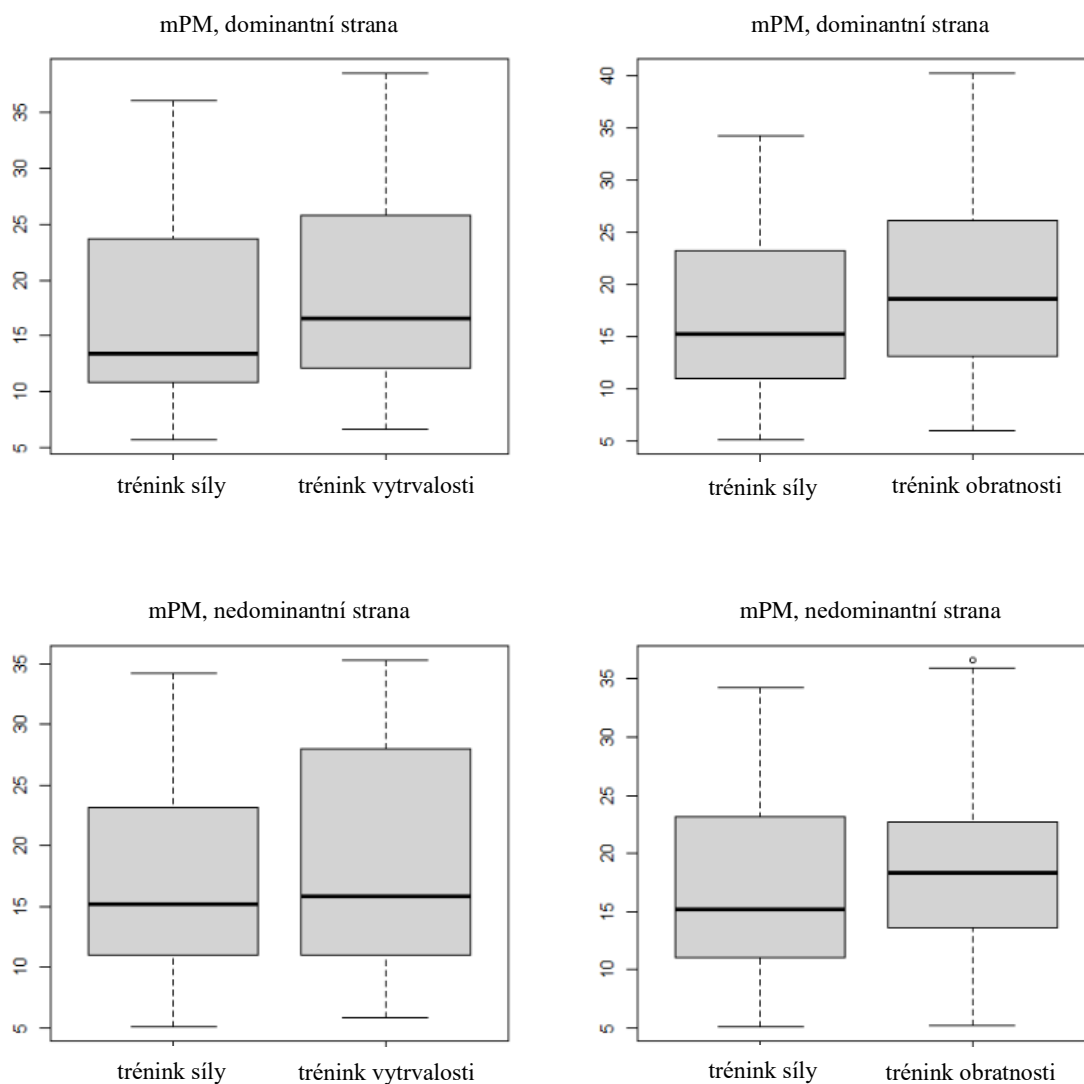 mPM, dominantní strana
35
30
25
20
15
10
5
trénink síly
trénink vytrvalosti
mPM, dominantní strana
40
35
30
25
20
15
10
5
trénink síly
trénink obratnosti
mPM, nedominantní strana
35
30
25
20
15
10
5
trénink síly
trénink vytrvalosti
mPM, nedominantní strana
35
30
25
20
15
10
5
trénink síly
trénink obratnosti